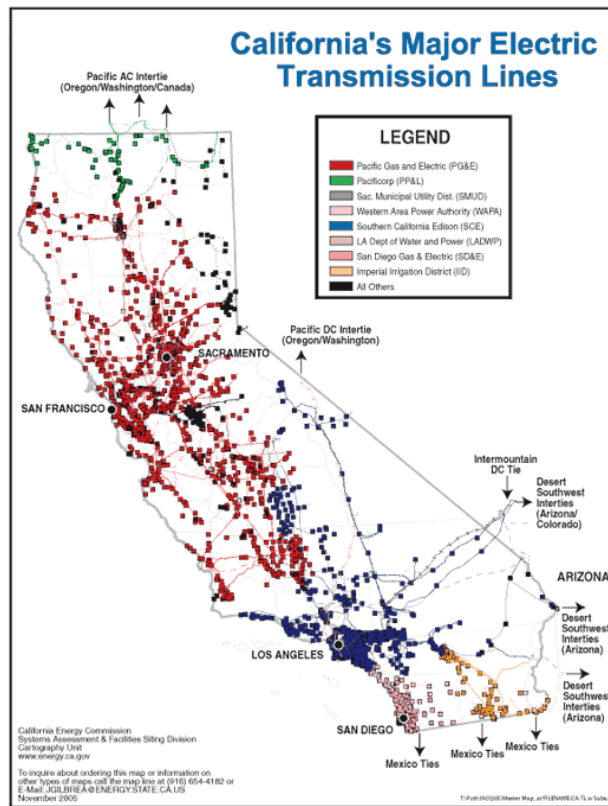 California's Major Electric
Transmission Lines
Pacific AC Intertie
(Oregon/Washington/Canada)
LEGEND
Pacific Gas and Electric (PG&E)
Pacificorp (PP&L)
Sac. Municipal Utility Dist. (SMUD)
Western Area Power Authority (WAPA)
Southern California Edison (SCE)
LA Dept of Water and Power (LADWP)
San Diego Gas & Electric (SD&E)
Imperial Irrigation District (IID)
All Others
Pacific DC Intertie
(Oregon/Washington)
SACRAMENTO
SAN FRANCISCO
Intermountain
DC Tie
Desert
Southwest
Interties
(Arizona/
Colorado)
ARIZONA
Desert
Southwest
Interties
(Arizona)
LOS ANGELES
Desert
Southwest
Interties
(Arizona)
SAN DIEGO
Mexico Ties
Mexico Ties
Mexico Ties
California Energy Commission
Systems Assessment & Facilities Siting Division
Cartography Unit
www.energy.ca.gov
To inquire about ordering this map or information on
other types of maps call the map line at (916) 654-4182 or
E-Mail: JGILBREA@ENERGY.STATE.CA.US
November 2005